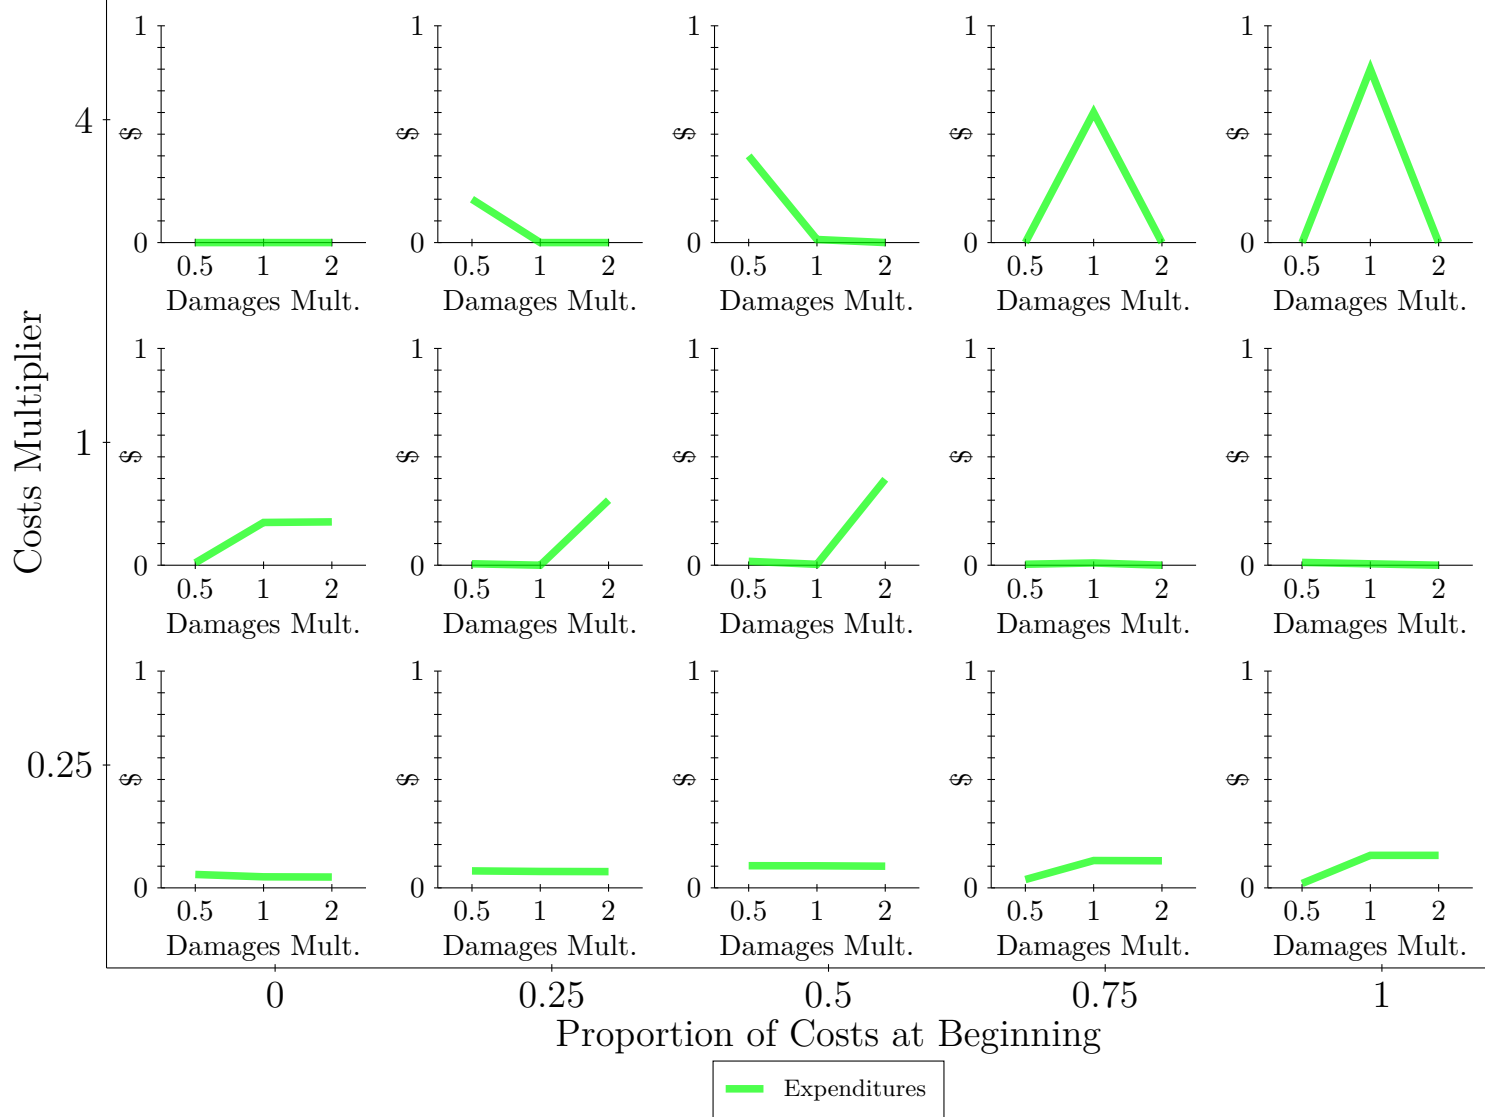 1 1 1 1 1
4
$ $ $ $ $
0 0 0 0 0
0.5 1 2 0.5 1 2 0.5 1 2 0.5 1 2 0.5 1 2
Damages Mult. Damages Mult. Damages Mult. Damages Mult. Damages Mult.
Costs Multiplier
1 1 1 1 1
1
$ $ $ $ $
0 0 0 0 0
0.5 1 2 0.5 1 2 0.5 1 2 0.5 1 2 0.5 1 2
Damages Mult. Damages Mult. Damages Mult. Damages Mult. Damages Mult.
1 1 1 1 1
0.25
$ $ $ $ $
0 0 0 0 0
0.5 1 2 0.5 1 2 0.5 1 2 0.5 1 2 0.5 1 2
Damages Mult. Damages Mult. Damages Mult. Damages Mult. Damages Mult.
0 0.25 0.5 0.75 1
Proportion of Costs at Beginning
Expenditures